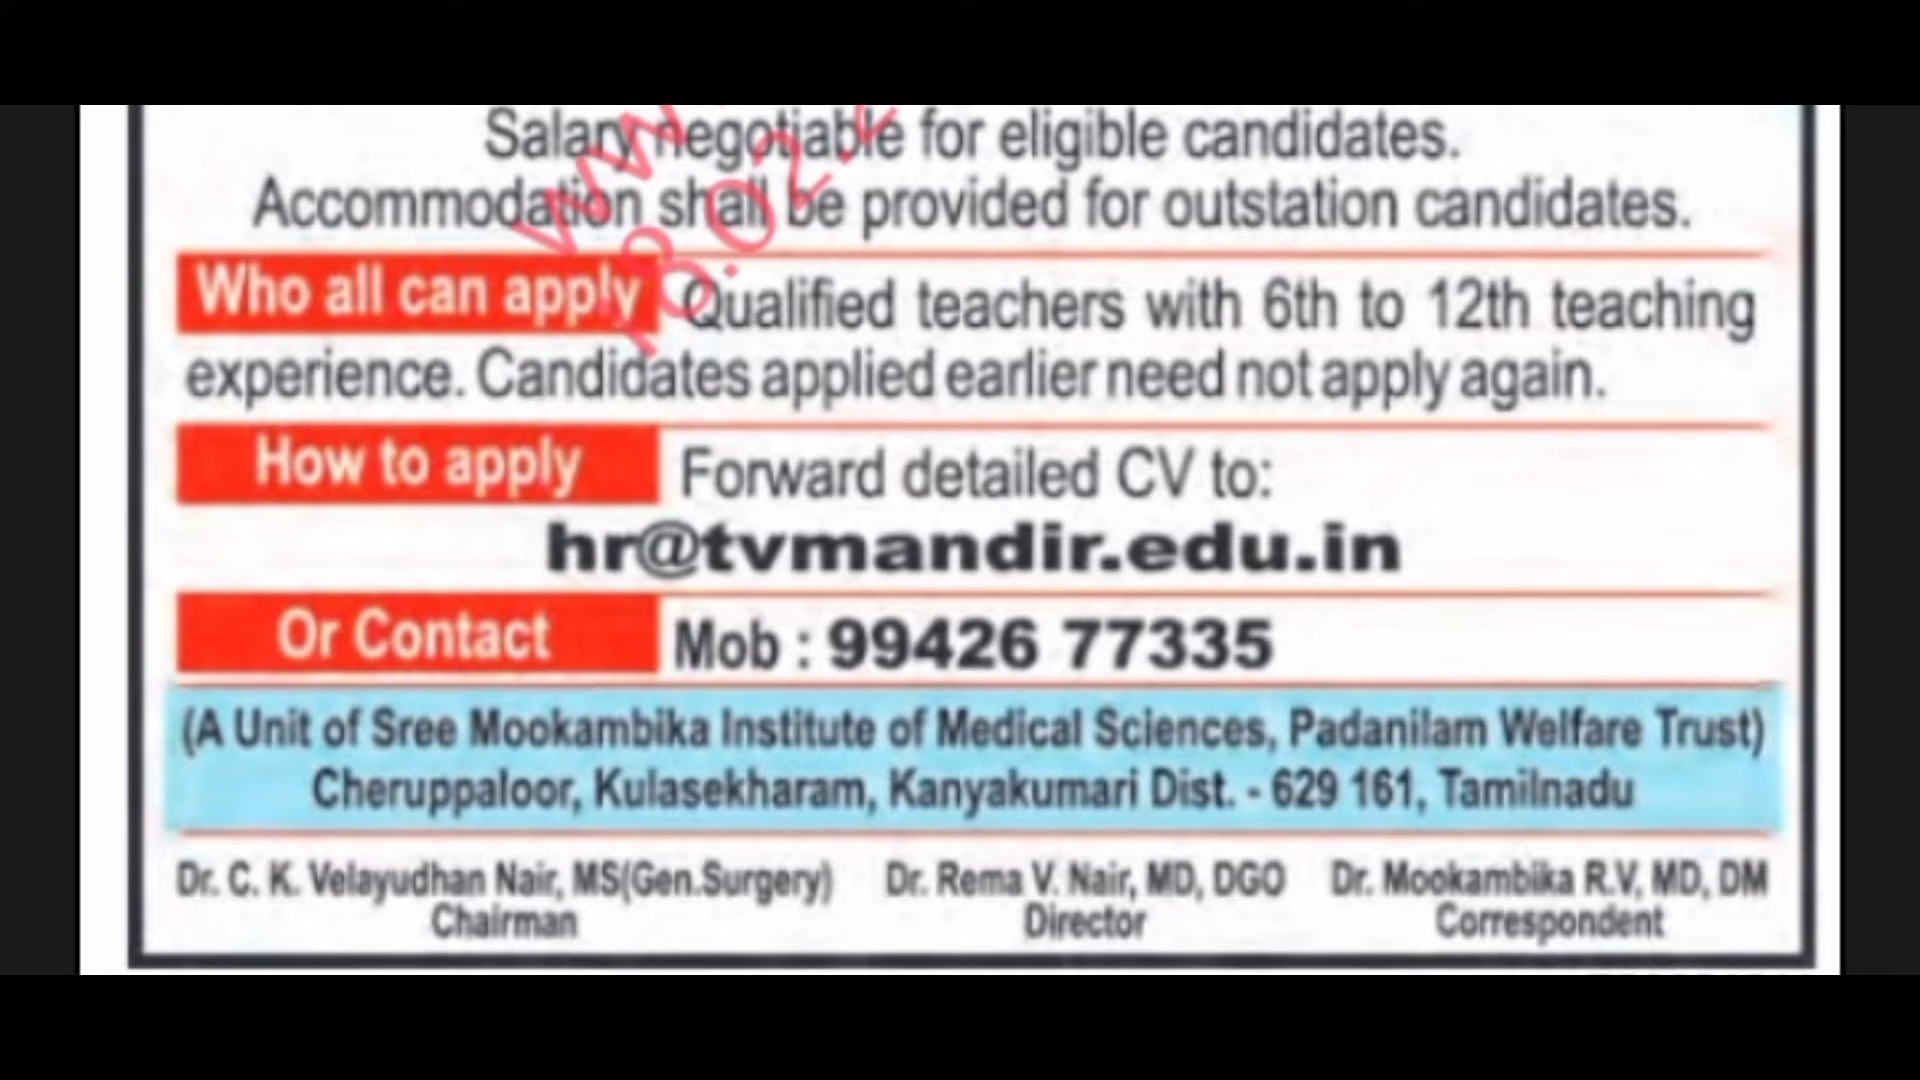 Salary negotiable for eligible candidates.
Accommodation shall be provided for outstation candidates.
Who all can apply Qualified teachers with 6th to 12th teaching
experience. Candidates applied earlier need not apply again.
How to apply Forward detailed CV to:
hr@tvmandir.edu.in
Or Contact Mob : 99426 77335
(A Unit of Sree Mookambika Institute of Medical Sciences, Padanilam Welfare Trust)
Cheruppaloor, Kulasekharam, Kanyakumari Dist. - 629 161, Tamilnadu
Dr. C. K. Velayudhan Nair, MS(Gen.Surgery) Dr. Rema V. Nair, MD, DGO Dr. Mookambika R.V, MD, DM
Chairman Director Correspondent